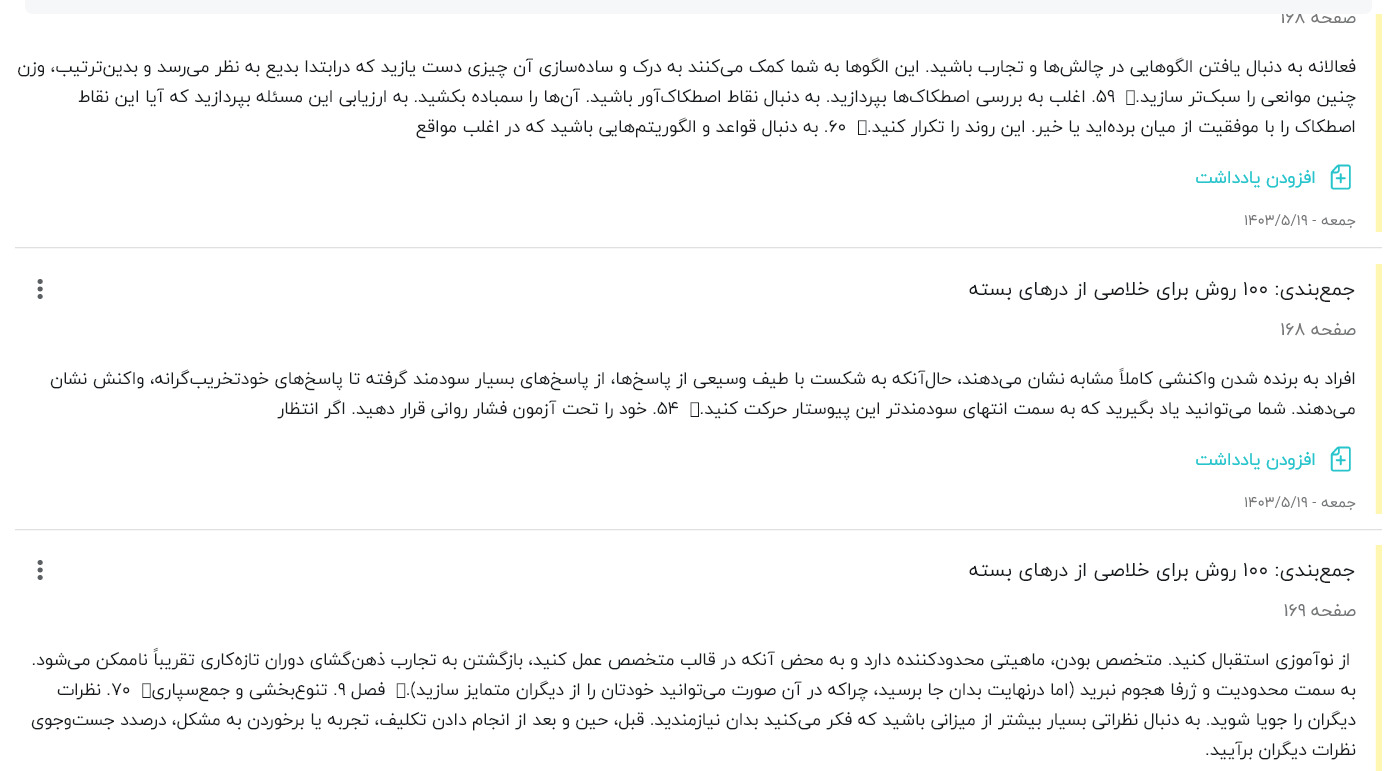 صفحه ۱۶۸
فعالانه به دنبال یافتن الگوهایی در چالش‌ها و تجارب باشید. این الگوها به شما کمک می‌کنند به درک و ساده‌سازی آن چیزی دست یازید که درابتدا بدیع به نظر می‌رسد و بدین‌ترتیب، وزن
چنین موانعی را سبک‌تر سازید.▯ ۵۹. اغلب به بررسی اصطکاک‌ها بپردازید. به دنبال نقاط اصطکاک‌آور باشید. آن‌ها را سمباده بکشید. به ارزیابی این مسئله بپردازید که آیا این نقاط
اصطکاک را با موفقیت از میان برده‌اید یا خیر. این روند را تکرار کنید.▯ ۶۰. به دنبال قواعد و الگوریتم‌هایی باشید که در اغلب مواقع
افزودن یادداشت
جمعه - ۱۴۰۳/۵/۱۹
جمع‌بندی: ۱۰۰ روش برای خلاصی از درهای بسته
صفحه ۱۶۸
افراد به برنده شدن واکنشی کاملاً مشابه نشان می‌دهند، حال‌آنکه به شکست با طیف وسیعی از پاسخ‌ها، از پاسخ‌های بسیار سودمند گرفته تا پاسخ‌های خودتخریب‌گرانه، واکنش نشان
می‌دهند. شما می‌توانید یاد بگیرید که به سمت انتهای سودمندتر این پیوستار حرکت کنید.▯ ۵۴. خود را تحت آزمون فشار روانی قرار دهید. اگر انتظار
افزودن یادداشت
جمعه - ۱۴۰۳/۵/۱۹
جمع‌بندی: ۱۰۰ روش برای خلاصی از درهای بسته
صفحه ۱۶۹
از نوآموزی استقبال کنید. متخصص بودن، ماهیتی محدودکننده دارد و به محض آنکه در قالب متخصص عمل کنید، بازگشتن به تجارب ذهن‌گشای دوران تازه‌کاری تقریباً ناممکن می‌شود.
به سمت محدودیت و ژرفا هجوم نبرید (اما درنهایت بدان جا برسید، چراکه در آن صورت می‌توانید خودتان را از دیگران متمایز سازید).▯ فصل ۹. تنوع‌بخشی و جمع‌سپاری▯ ۷۰. نظرات
دیگران را جویا شوید. به دنبال نظراتی بسیار بیشتر از میزانی باشید که فکر می‌کنید بدان نیازمندید. قبل، حین و بعد از انجام دادن تکلیف، تجربه یا برخوردن به مشکل، درصدد جست‌وجوی
نظرات دیگران برآیید.